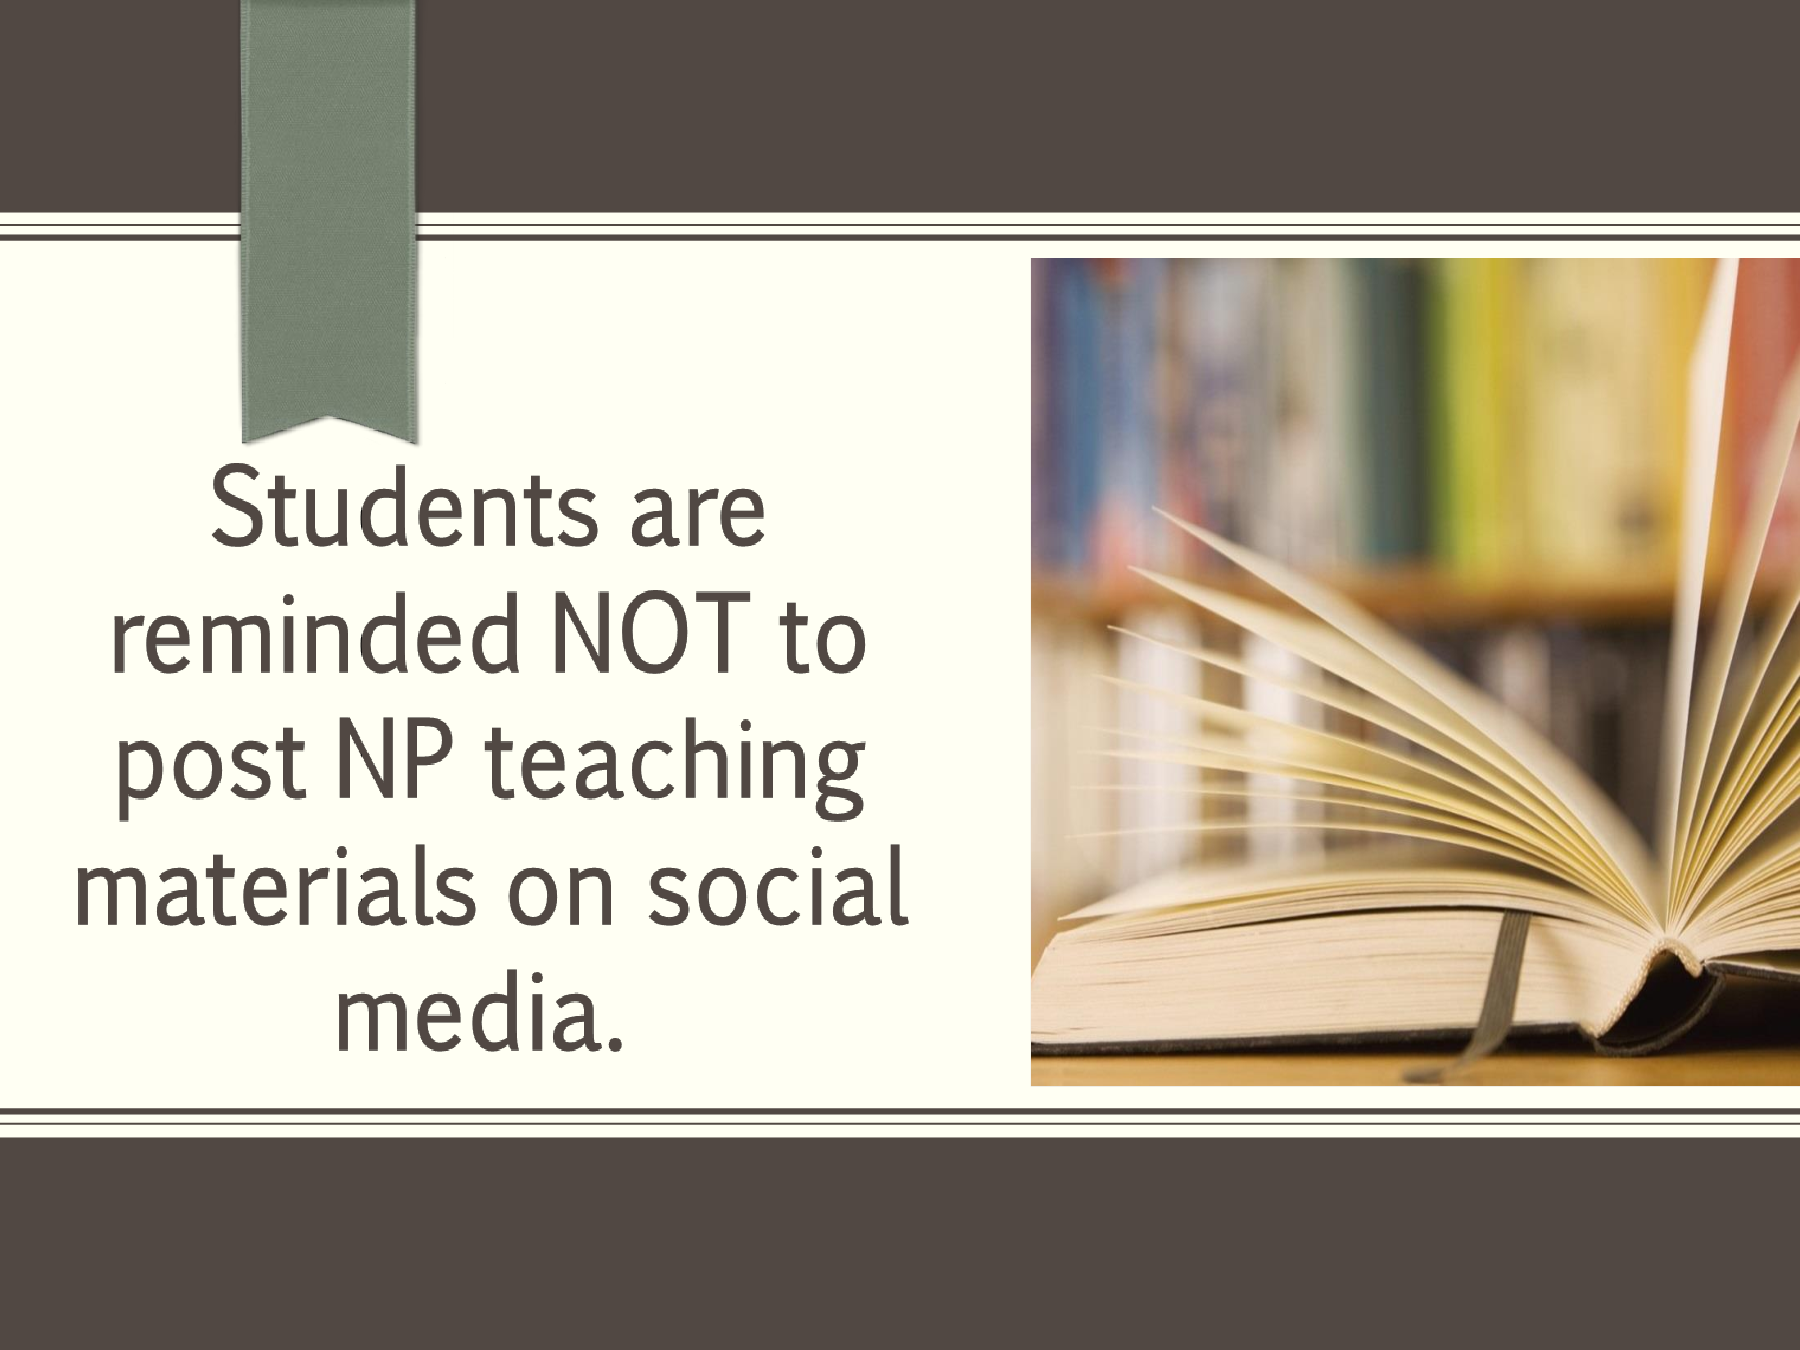 Students are
reminded NOT to
post NP teaching
materials on social
media.